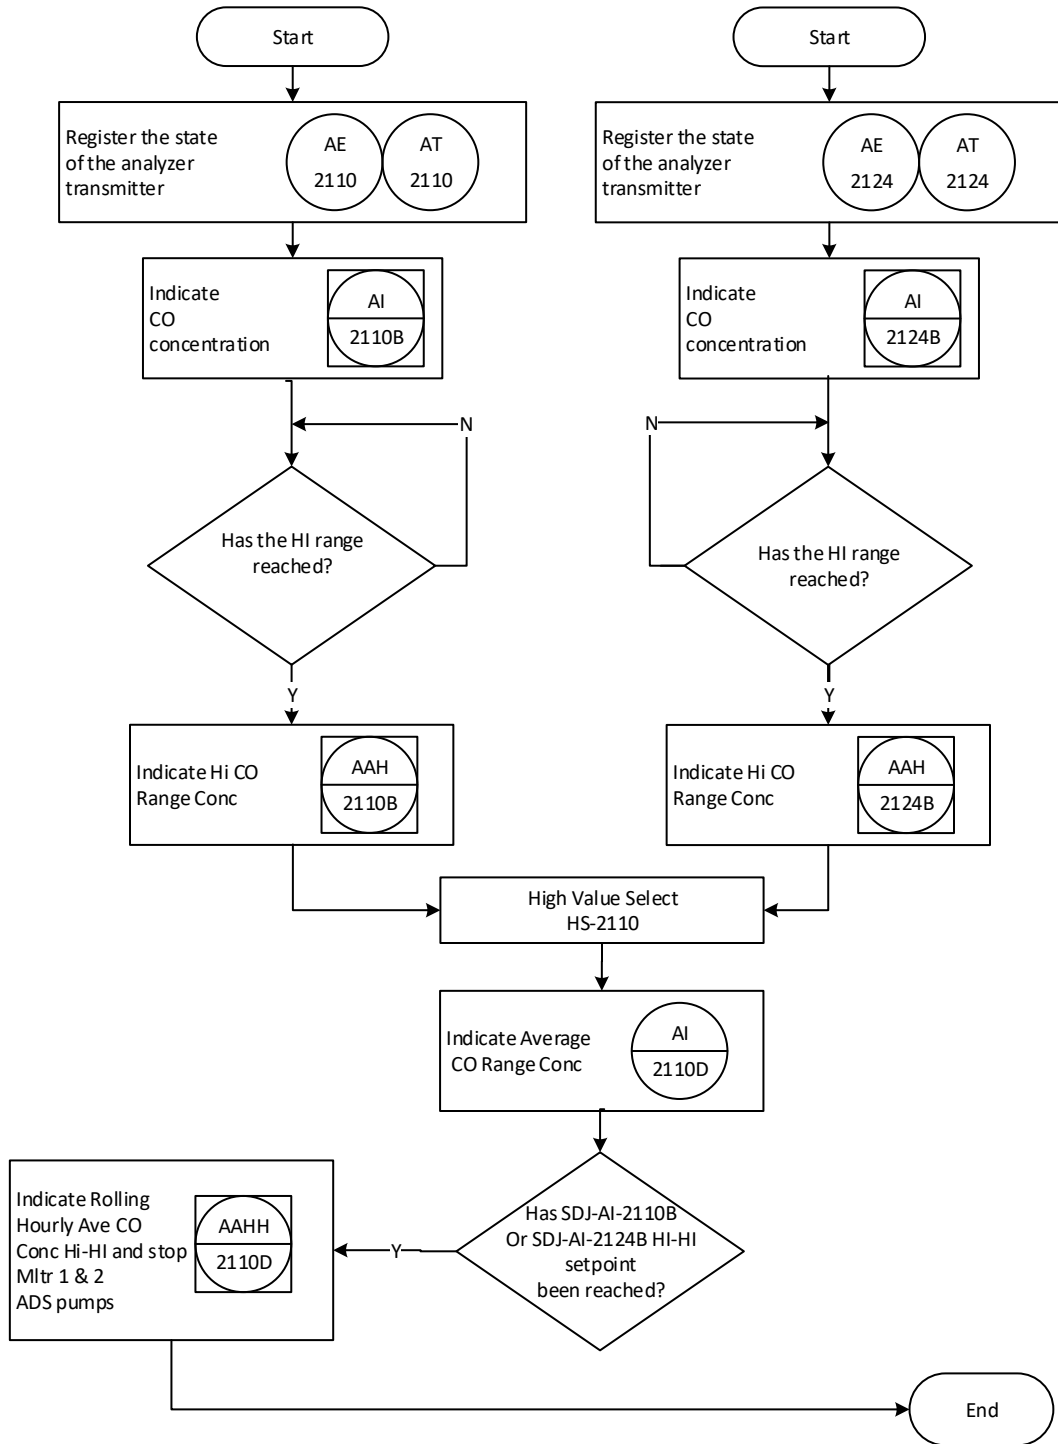 Start
Start
Register the state
of the analyzer
transmitter
AE
2110
AT
2110
Register the state
of the analyzer
transmitter
AE
2124
AT
2124
Indicate
CO
concentration
AI
2110B
Indicate
CO
concentration
AI
2124B
N
N
Has the HI range
reached?
Has the HI range
reached?
Y
Y
Indicate Hi CO
Range Conc
AAH
2110B
Indicate Hi CO
Range Conc
AAH
2124B
High Value Select
HS-2110
Indicate Average
CO Range Conc
AI
2110D
Indicate Rolling
Hourly Ave CO
Conc Hi-HI and stop
Mltr 1 & 2
ADS pumps
AAHH
2110D
Y
Has SDJ-AI-2110B
Or SDJ-AI-2124B HI-HI
setpoint
been reached?
End